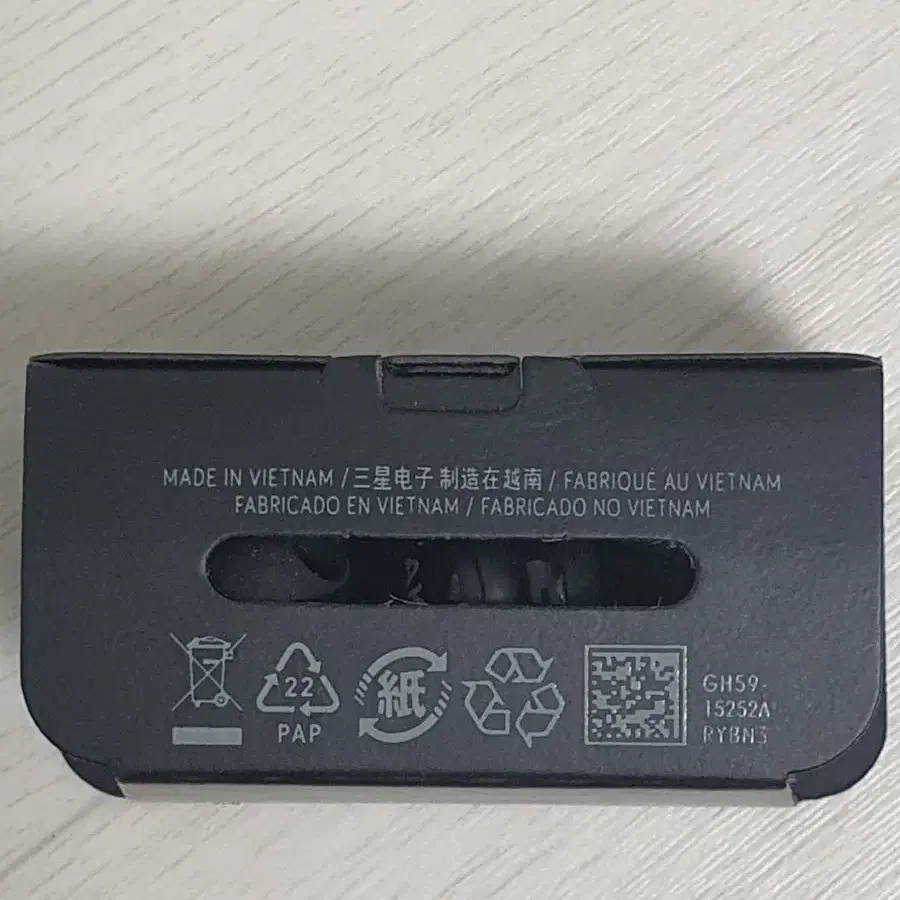 MADE IN VIETNAM / 三星电子 制造在越南 / FABRIQUÉ AU VIETNAM
FABRICADO EN VIETNAM / FABRICADO NO VIETNAM
22
PAP
紙
GH59-
15252A
RYBN3